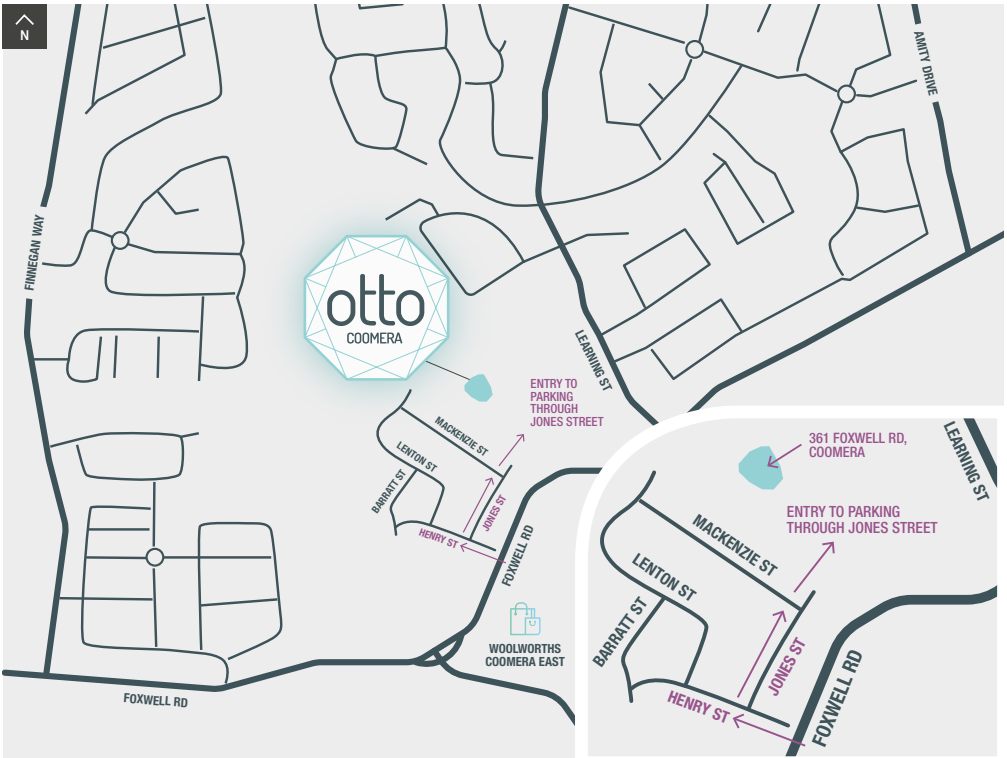 N
AMITY DRIVE
FINNEGAN WAY
otto
COOMERA
LEARNING ST
ENTRY TO
PARKING
THROUGH
JONES STREET
MACKENZIE ST
LENTON ST
BARRATT ST
JONES ST
HENRY ST
FOXWELL RD
WOOLWORTHS
COOMERA EAST
FOXWELL RD
361 FOXWELL RD,
COOMERA
LEARNING ST
ENTRY TO PARKING
THROUGH JONES STREET
MACKENZIE ST
LENTON ST
BARRATT ST
JONES ST
HENRY ST
FOXWELL RD